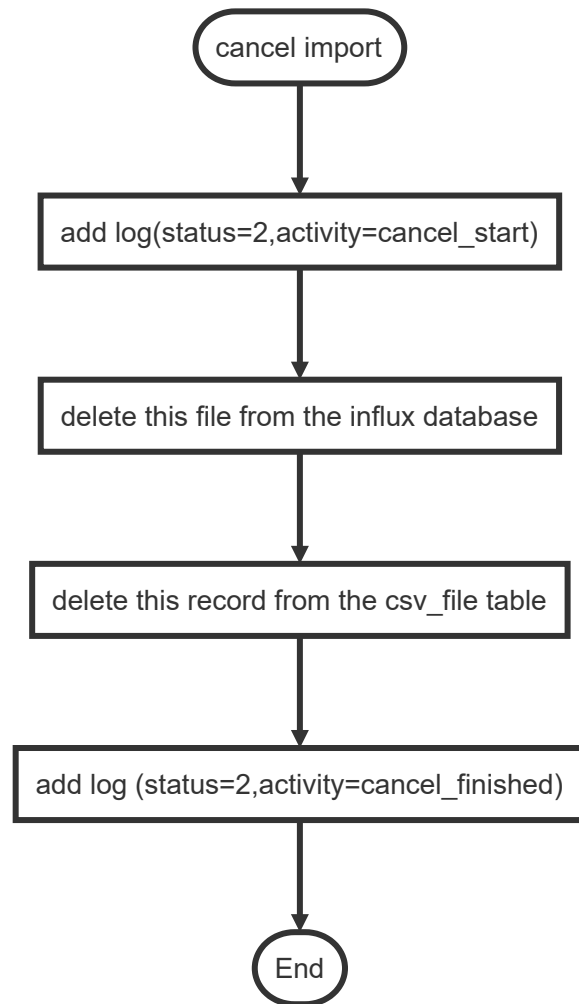 cancel import
add log(status=2,activity=cancel_start)
delete this file from the influx database
delete this record from the csv_file table
add log (status=2,activity=cancel_finished)
End